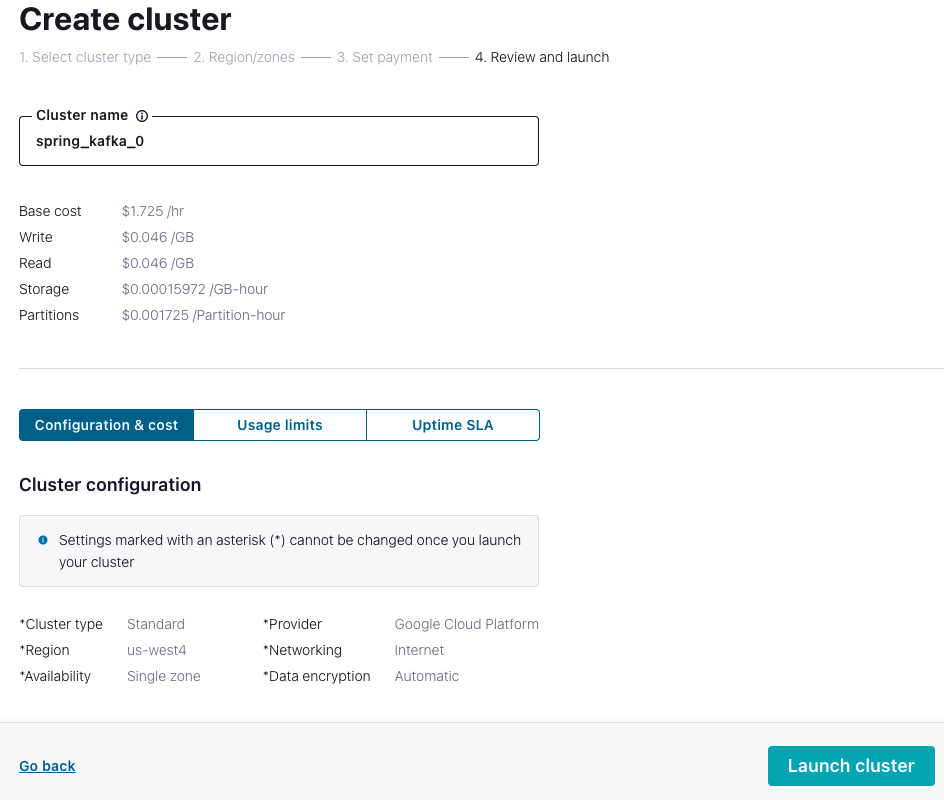 Create cluster
1. Select cluster type 2. Region/zones 3. Set payment 4. Review and launch
Cluster name
spring_kafka_0
Base cost $1.725 /hr
Write $0.046 /GB
Read $0.046 /GB
Storage $0.00015972 /GB-hour
Partitions $0.001725 /Partition-hour
Configuration & cost Usage limits Uptime SLA
Cluster configuration
Settings marked with an asterisk (*) cannot be changed once you launch
your cluster
*Cluster type Standard *Provider Google Cloud Platform
*Region us-west4 *Networking Internet
*Availability Single zone *Data encryption Automatic
Go back Launch cluster